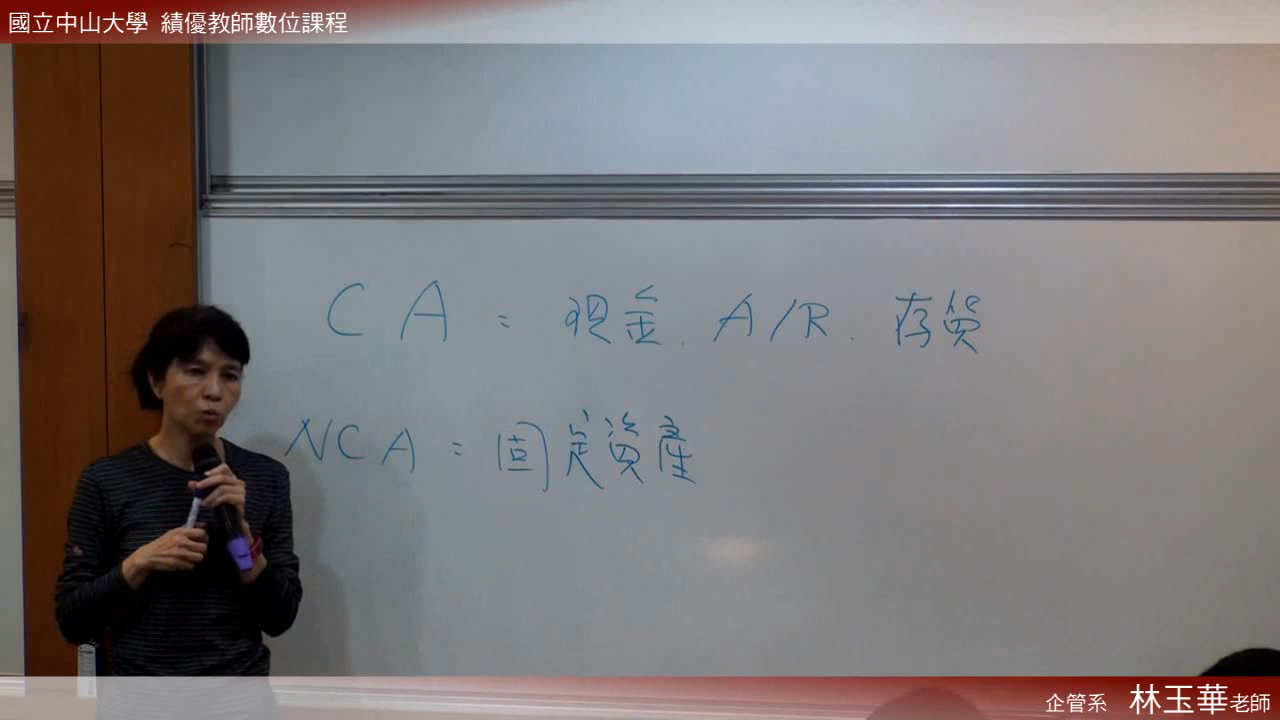 國立中山大學 績優教師數位課程
CA = 現金. A/R. 存貨
NCA = 固定資產
企管系 林玉華老師